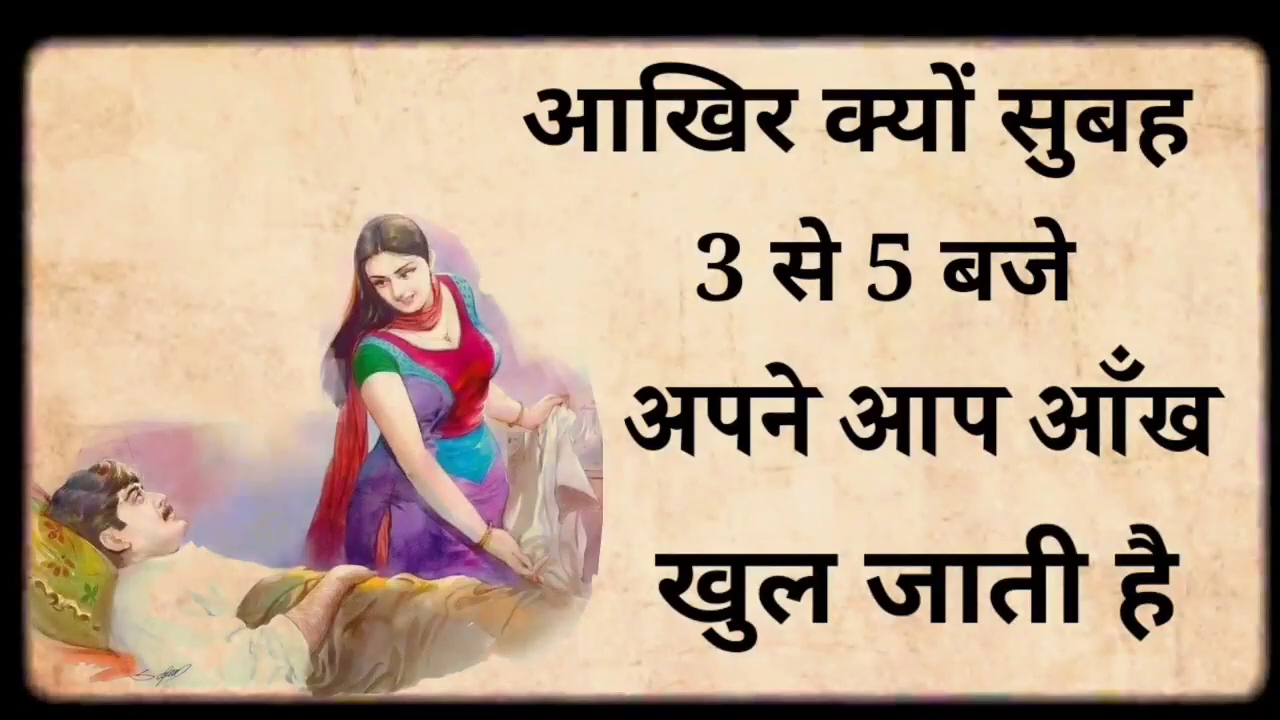 आखिर क्यों सुबह
3 से 5 बजे
अपने आप आँख
खुल जाती है